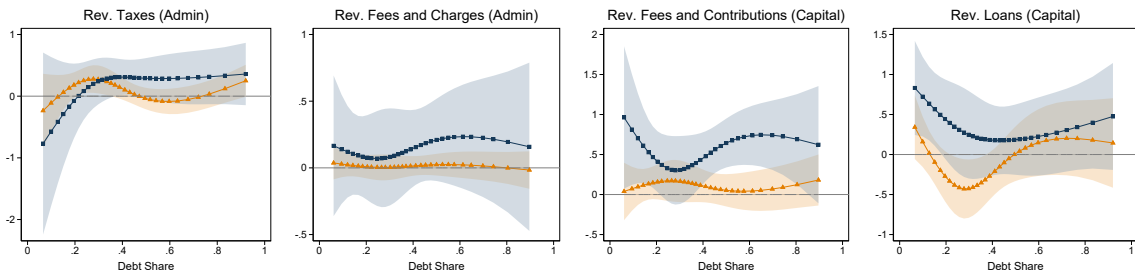 Rev. Taxes (Admin)
1
0
-1
-2
0 .2 .4 .6 .8 1
Debt Share
Rev. Fees and Charges (Admin)
1
.5
0
-.5
0 .2 .4 .6 .8 1
Debt Share
Rev. Fees and Contributions (Capital)
2
1.5
1
.5
0
-.5
0 .2 .4 .6 .8 1
Debt Share
Rev. Loans (Capital)
1.5
1
.5
0
-.5
-1
0 .2 .4 .6 .8 1
Debt Share